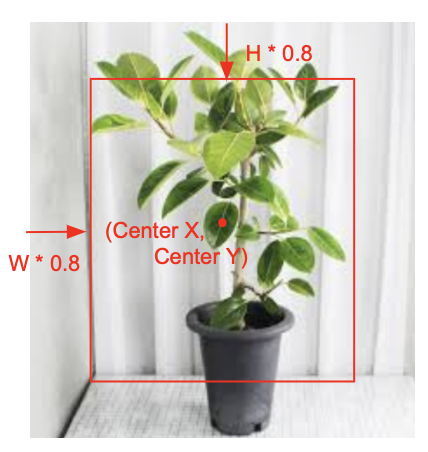 H * 0.8
(Center X,
Center Y)
W * 0.8